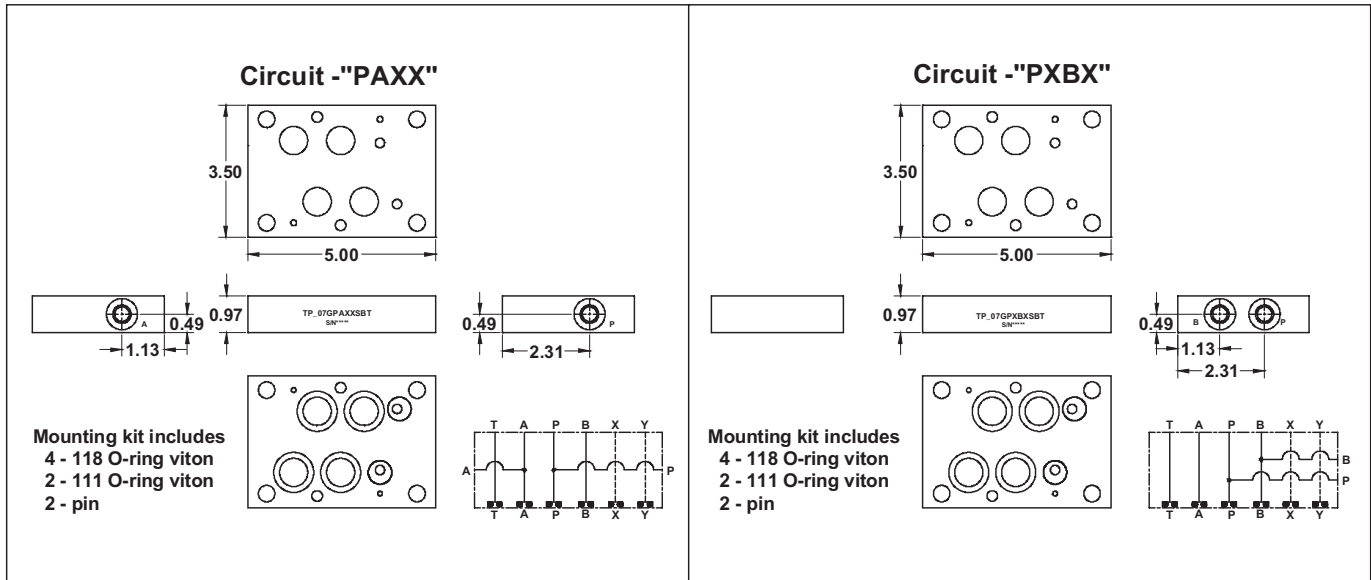 Circuit -"PAXX"
3.50
5.00
A
0.49
1.13
0.97
TP_07GPAXXSBT
S/N*****
0.49
P
2.31
Mounting kit includes
4 - 118 O-ring viton
2 - 111 O-ring viton
2 - pin
T A P B X Y
A P
T A P B X Y
Circuit -"PXBX"
3.50
5.00
0.97
TP_07GPXBXSBT
S/N*****
B P
0.49
1.13
2.31
Mounting kit includes
4 - 118 O-ring viton
2 - 111 O-ring viton
2 - pin
T A P B X Y
B
P
T A P B X Y